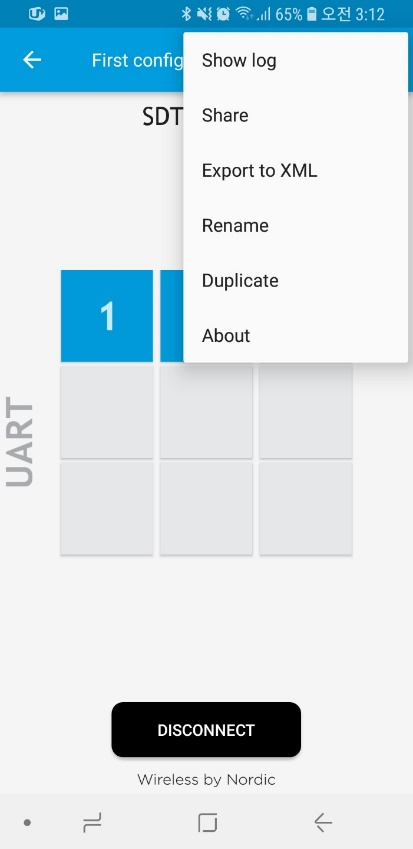 65% 오전 3:12
First config
Show log
SDT
Share
Export to XML
Rename
Duplicate
1
About
UART
DISCONNECT
Wireless by Nordic